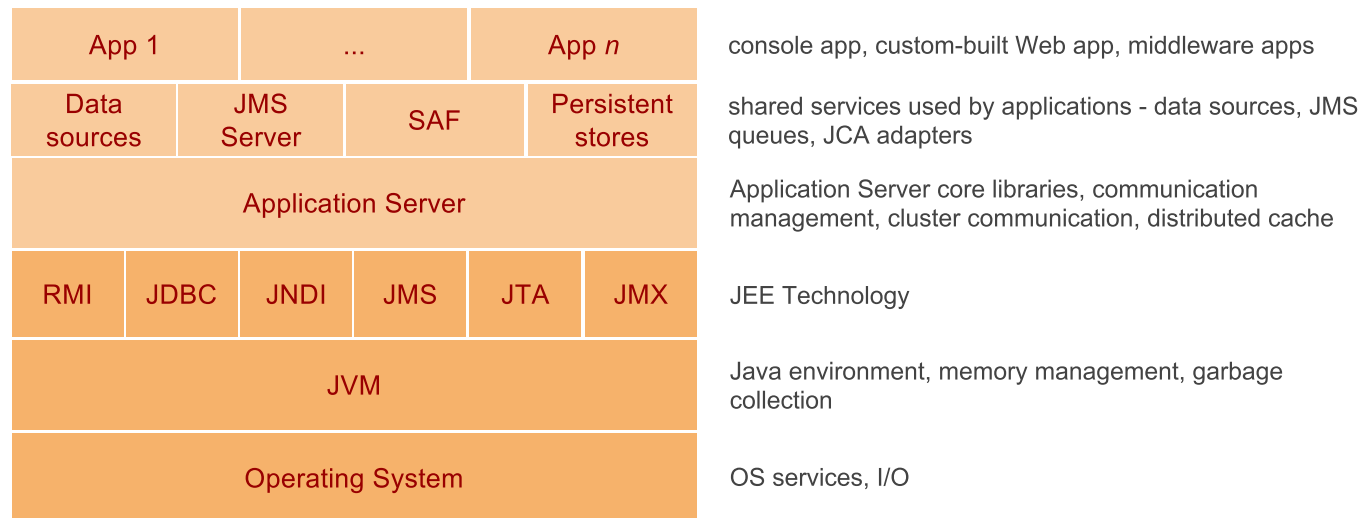 App 1
...
App n
console app, custom-built Web app, middleware apps
Data
sources
JMS
Server
SAF
Persistent
stores
shared services used by applications - data sources, JMS
queues, JCA adapters
Application Server
Application Server core libraries, communication
management, cluster communication, distributed cache
RMI
JDBC
JNDI
JMS
JTA
JMX
JEE Technology
JVM
Java environment, memory management, garbage
collection
Operating System
OS services, I/O